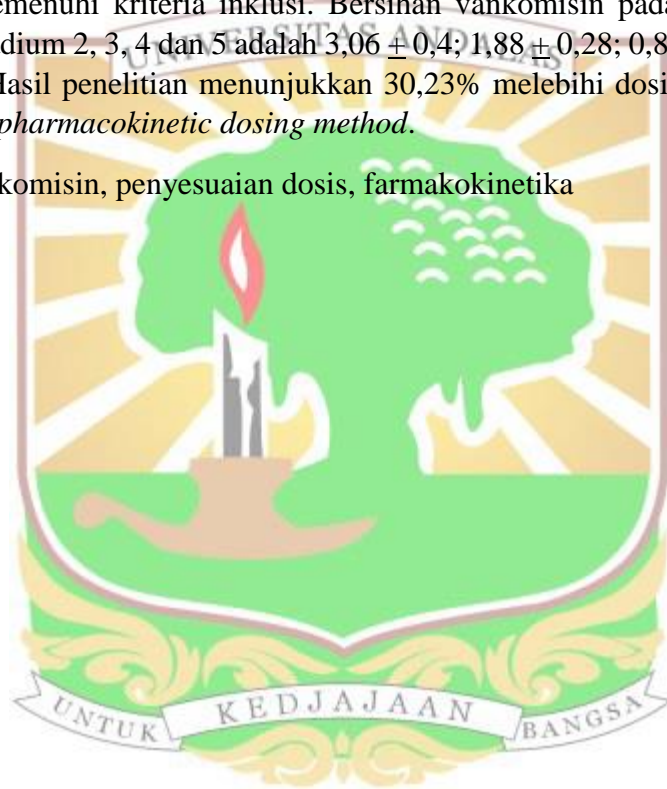 memenuhi kriteria inklusi. Bersihan vankomisin pada
dium 2, 3, 4 dan 5 adalah 3,06 + 0,4; 1,88 + 0,28; 0,8
UNIVERSITAS ANDALAS
Hasil penelitian menunjukkan 30,23% melebihi dosi
pharmacokinetic dosing method.
komisin, penyesuaian dosis, farmakokinetika
UNTUK KEDJAJAAN BANGSA